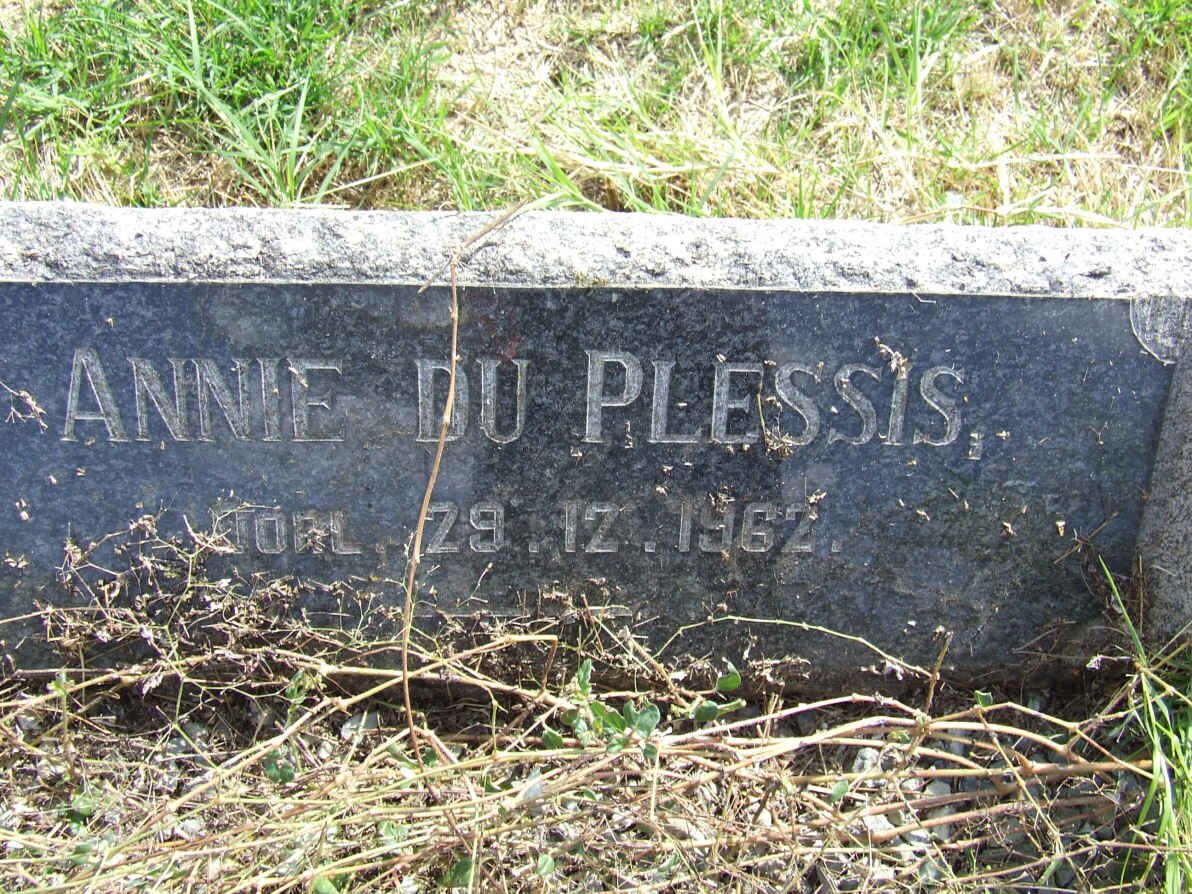 ANNIE DU PLESSIS,
OORL. 29.12.1962.